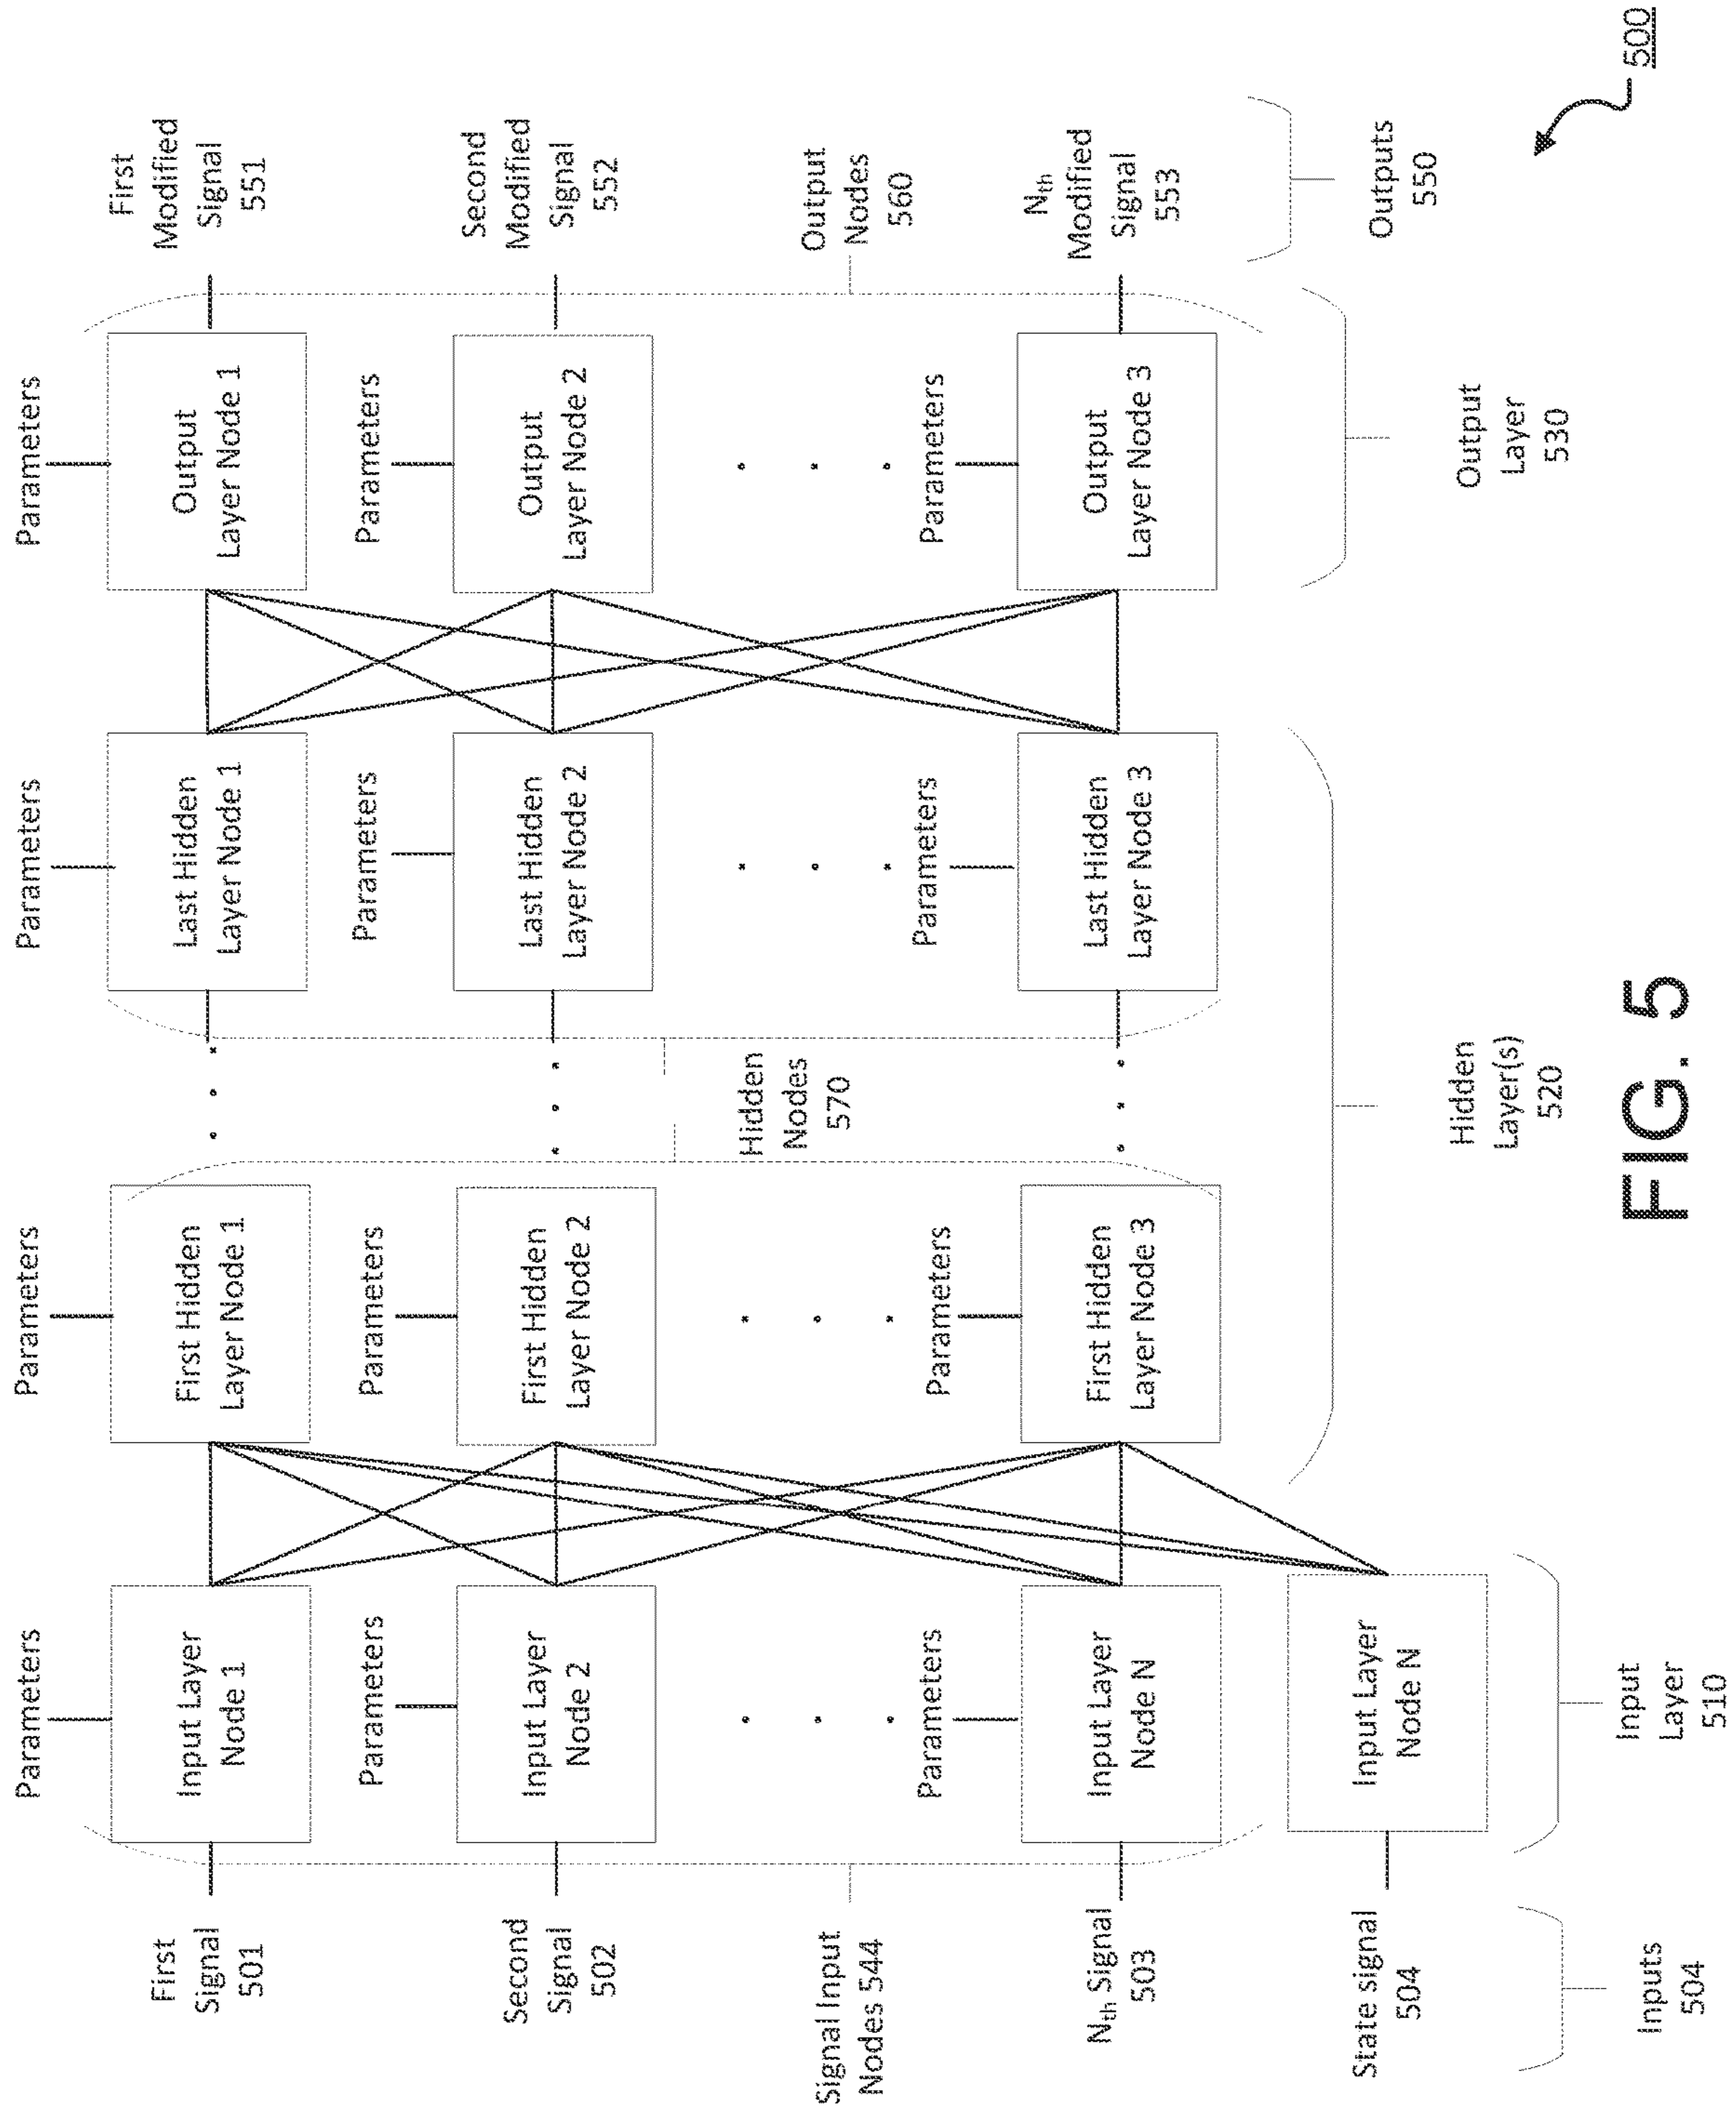 Parameters
Parameters
Parameters
Parameters
First
Signal
501
Input Layer
Node 1
First Hidden
Layer Node 1
Last Hidden
Layer Node 1
Output
Layer Node 1
First
Modified
Signal
551
Parameters
Parameters
Parameters
Parameters
Second
Signal
502
Input Layer
Node 2
First Hidden
Layer Node 2
Last Hidden
Layer Node 2
Output
Layer Node 2
Second
Modified
Signal
552
Signal Input
Nodes 544
Hidden
Nodes
570
Output
Nodes
560
Parameters
Parameters
Parameters
Parameters
Nth Signal
503
Input Layer
Node N
First Hidden
Layer Node 3
Last Hidden
Layer Node 3
Output
Layer Node 3
Nth
Modified
Signal
553
State signal
504
Input Layer
Node N
Inputs
504
Input
Layer
510
Hidden
Layer(s)
520
Output
Layer
530
Outputs
550
FIG. 5
500